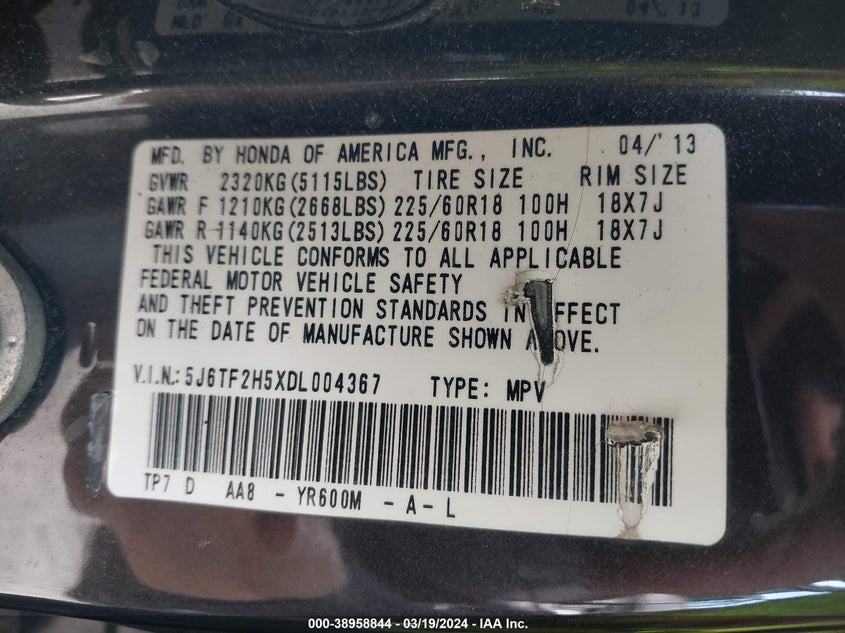 04/'13
MFD. BY HONDA OF AMERICA MFG., INC. 04/'13
GVWR 2320KG(5115LBS) TIRE SIZE RIM SIZE
GAWR F 1210KG(2668LBS) 225/60R18 100H 18X7J
GAWR R 1140KG(2513LBS) 225/60R18 100H 18X7J
THIS VEHICLE CONFORMS TO ALL APPLICABLE
FEDERAL MOTOR VEHICLE SAFETY
AND THEFT PREVENTION STANDARDS IN EFFECT
ON THE DATE OF MANUFACTURE SHOWN ABOVE.
V.I.N.: 5J6TF2H5XDL004367 TYPE: MPV
TP7 D AA8 - YR600M - A - L
000-38958844 - 03/19/2024 - IAA Inc.